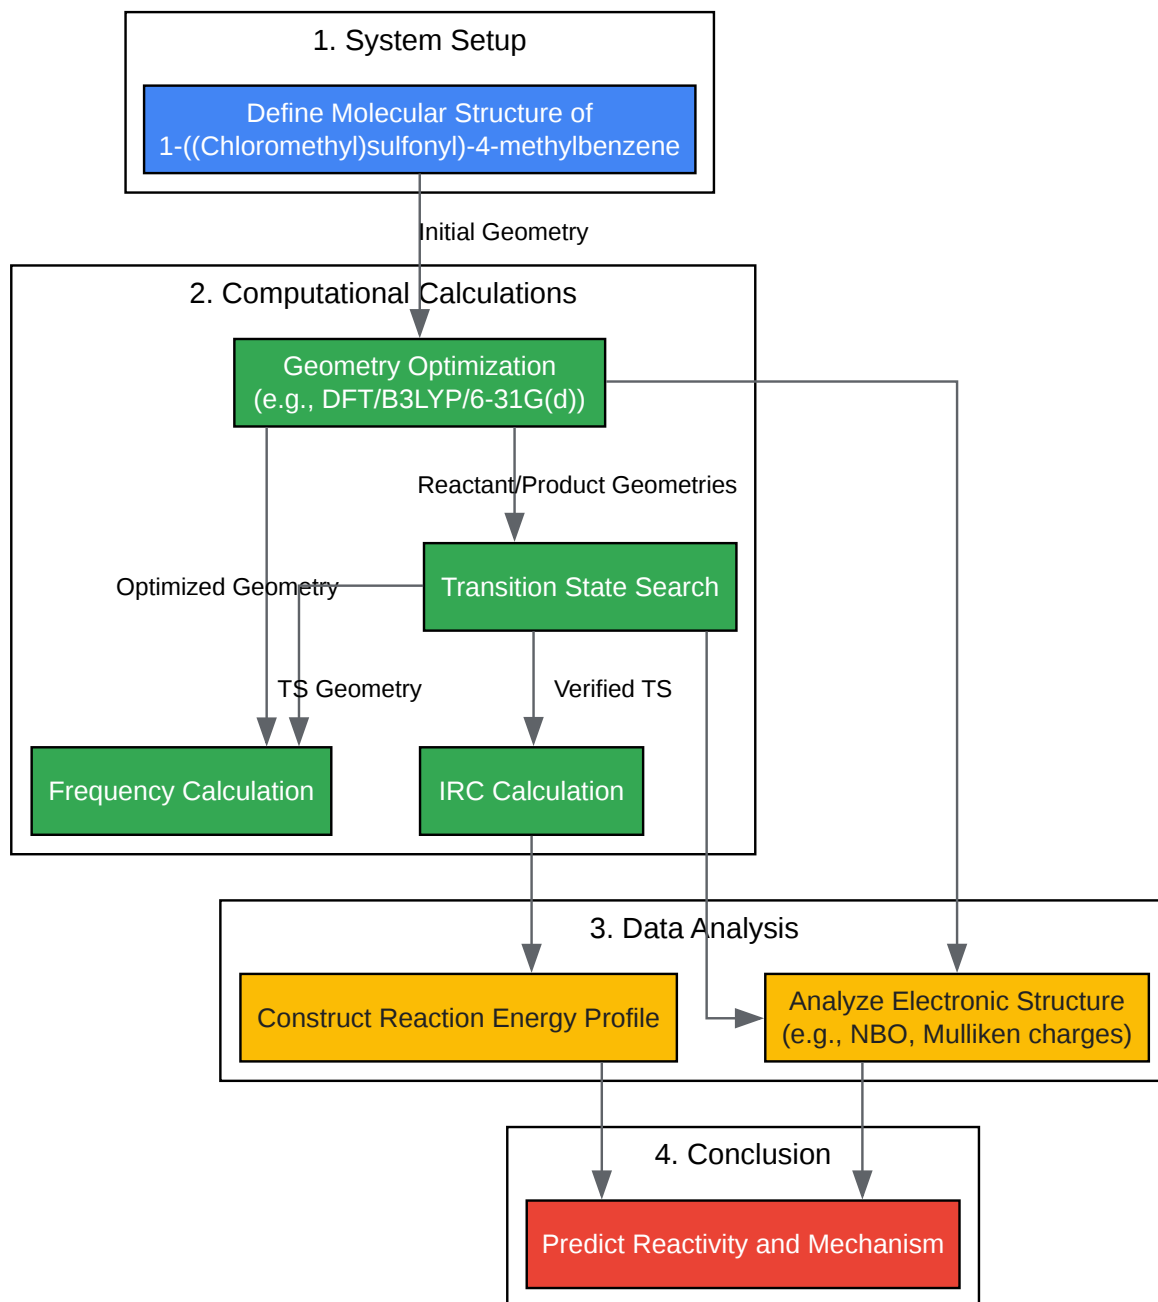 1. System Setup
Define Molecular Structure of
1-((Chloromethyl)sulfonyl)-4-methylbenzene
Initial Geometry
2. Computational Calculations
Geometry Optimization
(e.g., DFT/B3LYP/6-31G(d))
Reactant/Product Geometries
Optimized Geometry
Transition State Search
TS Geometry
Verified TS
Frequency Calculation
IRC Calculation
3. Data Analysis
Construct Reaction Energy Profile
Analyze Electronic Structure
(e.g., NBO, Mulliken charges)
4. Conclusion
Predict Reactivity and Mechanism